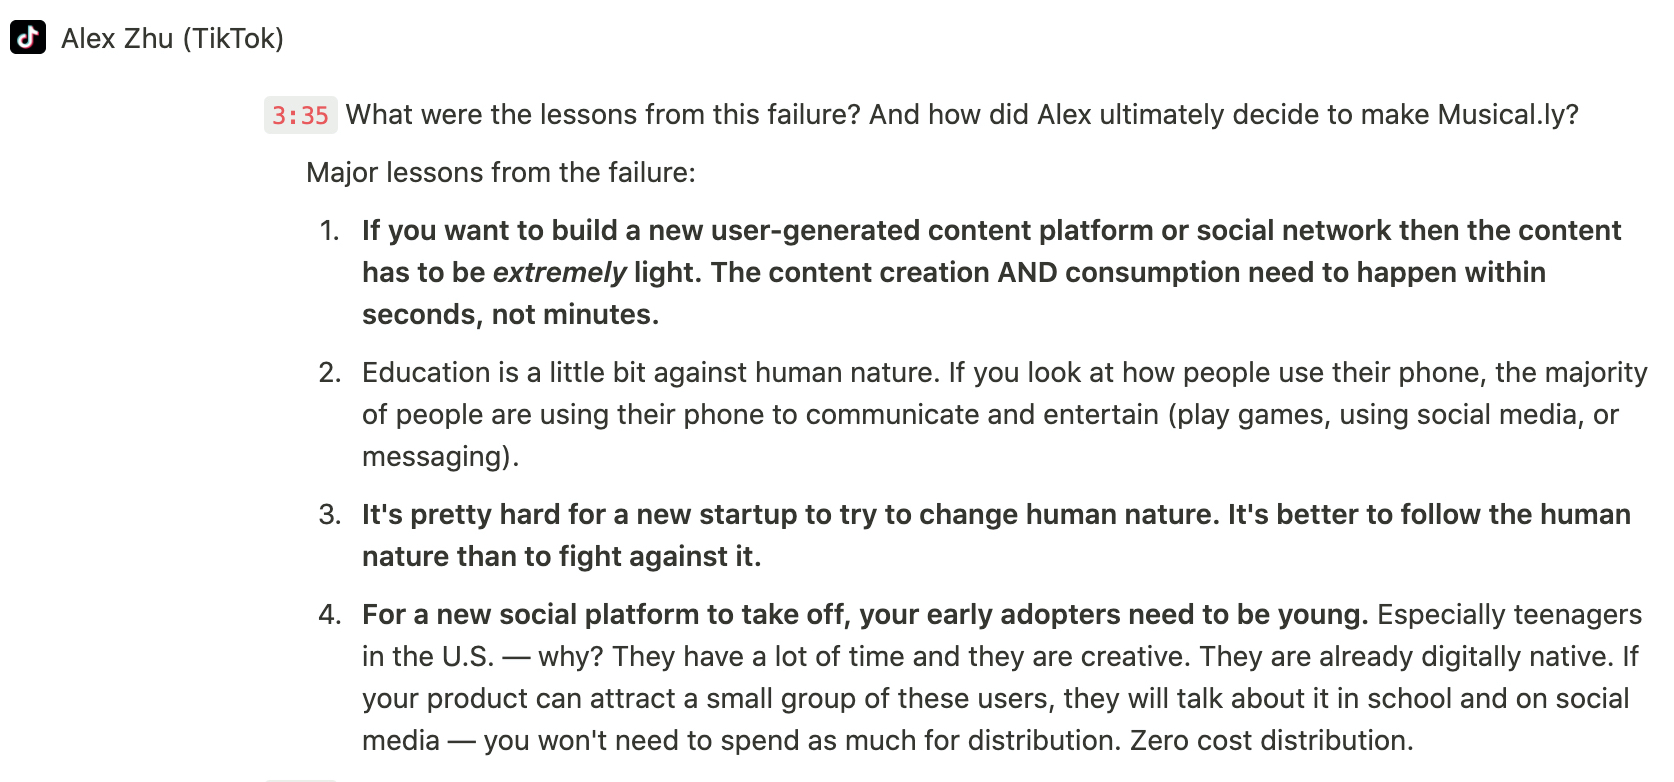 Alex Zhu (TikTok)
3:35 What were the lessons from this failure? And how did Alex ultimately decide to make Musical.ly?
Major lessons from the failure:
1. If you want to build a new user-generated content platform or social network then the content
has to be extremely light. The content creation AND consumption need to happen within
seconds, not minutes.
2. Education is a little bit against human nature. If you look at how people use their phone, the majority
of people are using their phone to communicate and entertain (play games, using social media, or
messaging).
3. It's pretty hard for a new startup to try to change human nature. It's better to follow the human
nature than to fight against it.
4. For a new social platform to take off, your early adopters need to be young. Especially teenagers
in the U.S. — why? They have a lot of time and they are creative. They are already digitally native. If
your product can attract a small group of these users, they will talk about it in school and on social
media — you won't need to spend as much for distribution. Zero cost distribution.